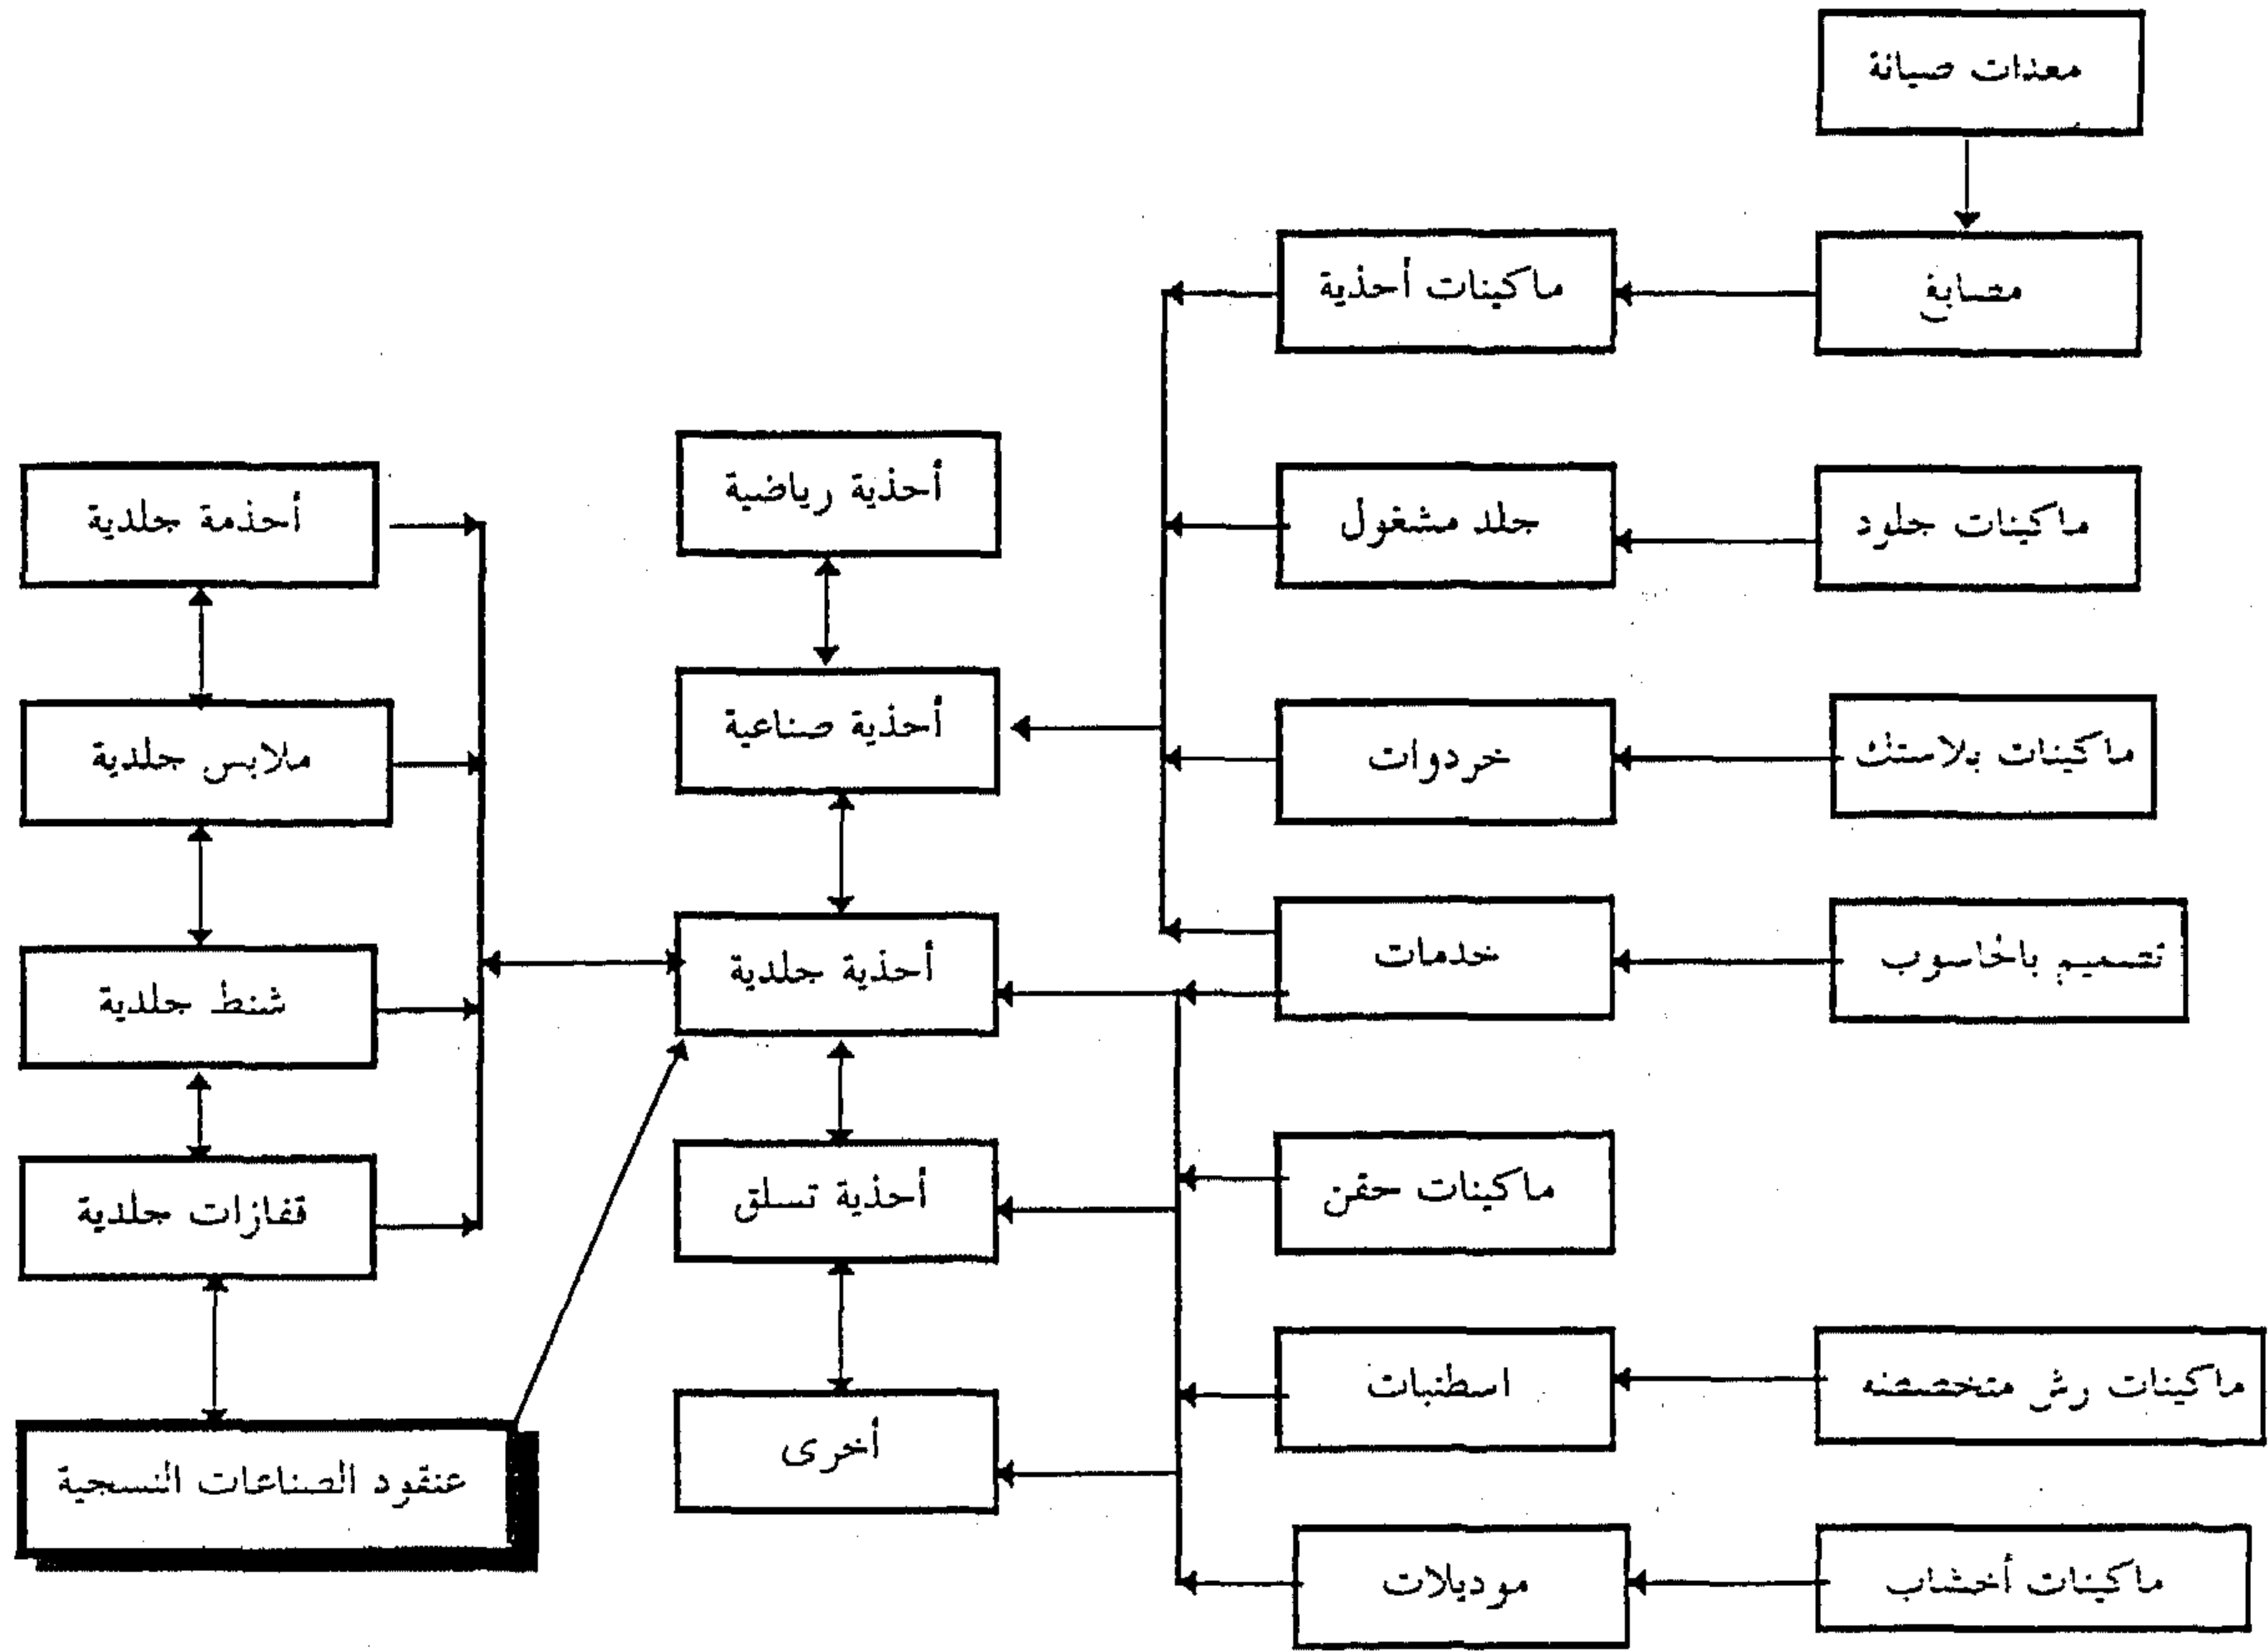 معدات صيانة
ماكينات أحذية
مصابغ
أحذية رياضية
أحذمة جلدية
جلد مشغول
ماكينات جلود
أحذية صناعية
ملابس جلدية
خردوات
ماكينات بلاستك
أحذية جلدية
شنط جلدية
خدمات
تصميم بالحاسوب
أحذية تسلق
قفازات جلدية
ماكينات حقن
اسطنبات
ماكينات رش متخصصه
أخرى
عنقود الصناعات النسجية
موديلات
ماكينات أخشاب